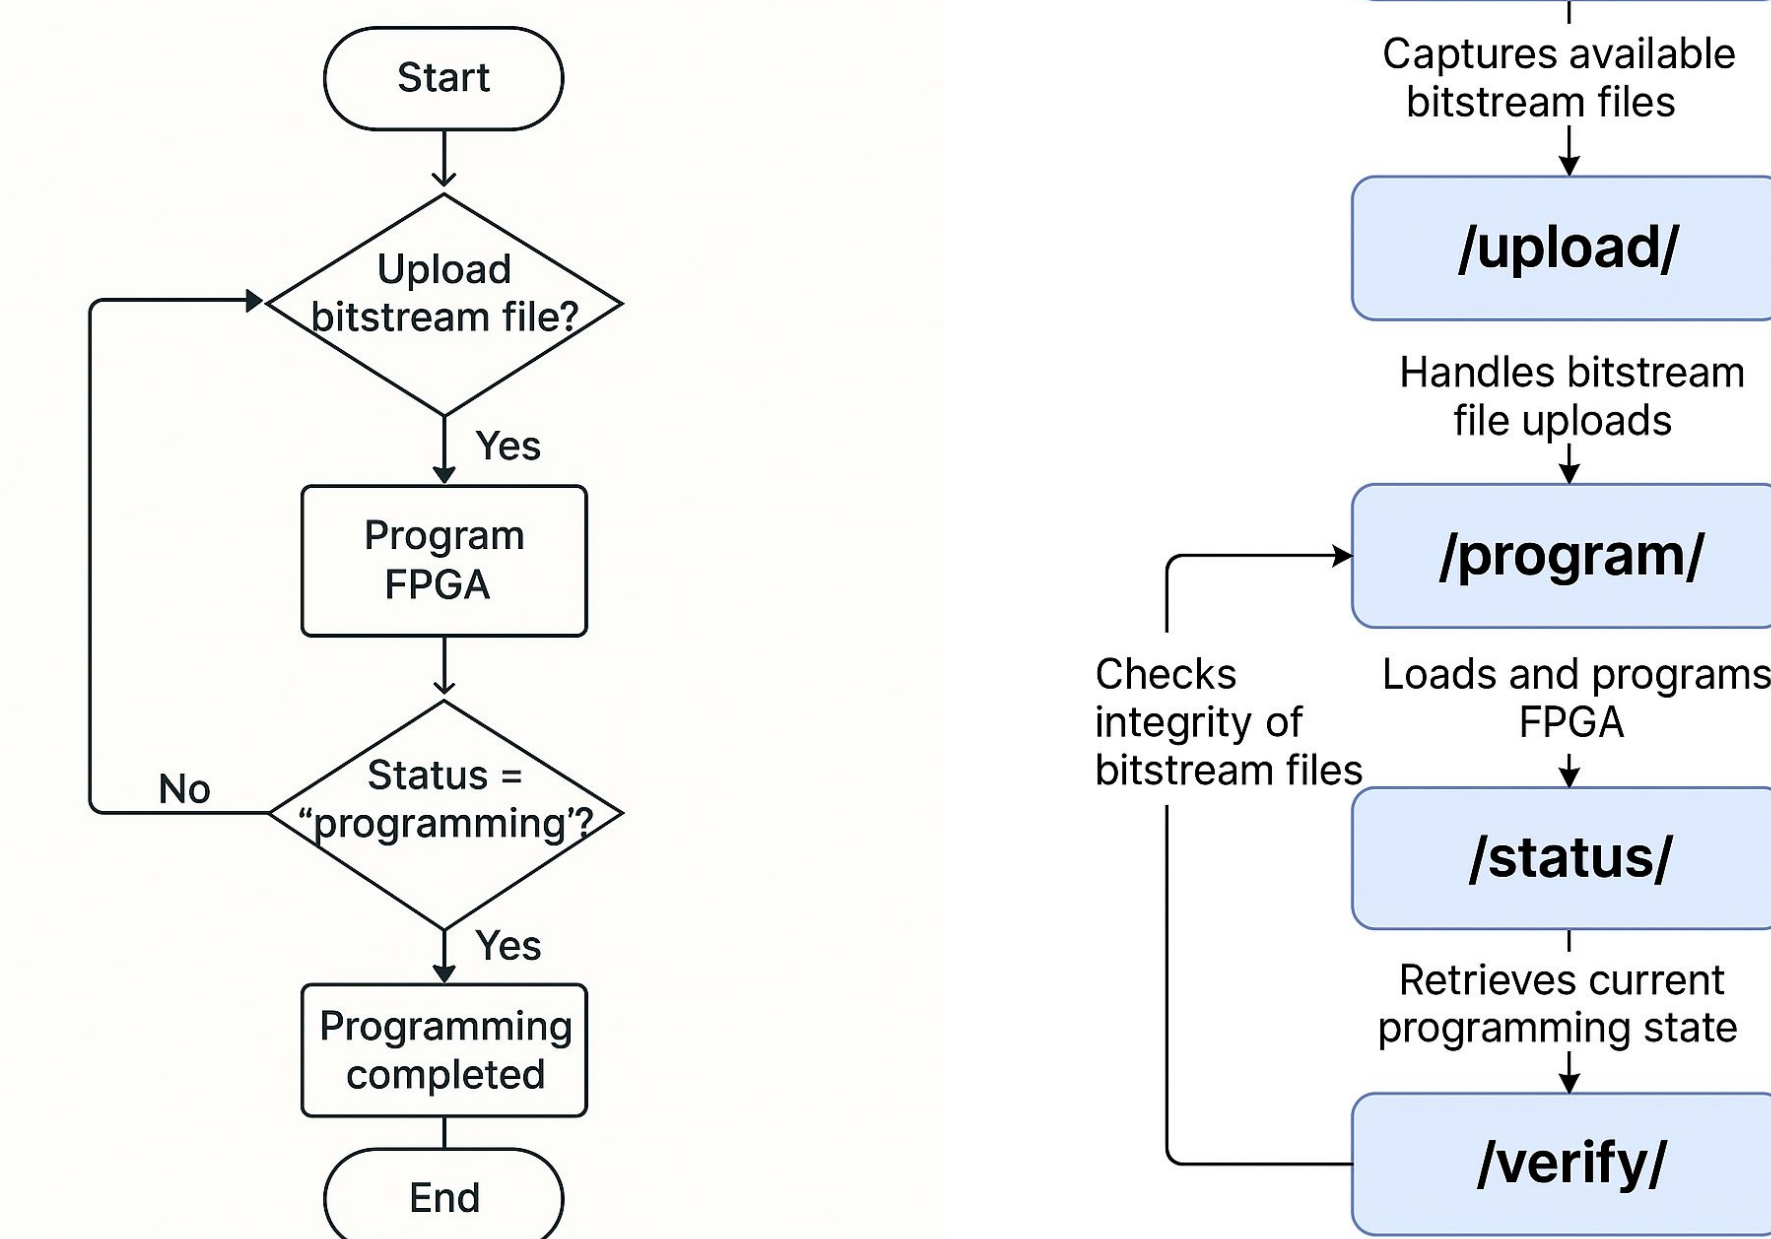 Start
Upload
bitstream file?
Yes
Program
FPGA
Status =
“programming’?
No
Yes
Programming
completed
End
Captures available
bitstream files
/upload/
Handles bitstream
file uploads
/program/
Checks
integrity of
bitstream files
Loads and programs
FPGA
/status/
Retrieves current
programming state
/verify/